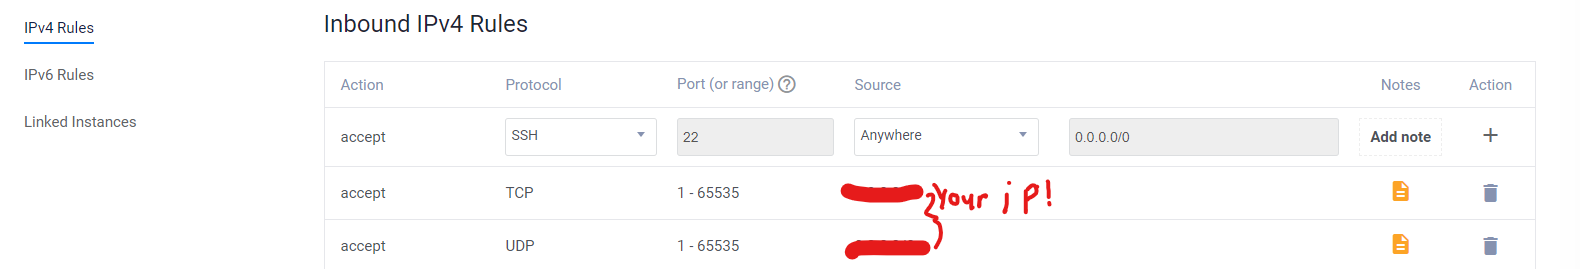 IPv4 Rules
IPv6 Rules
Linked Instances
Inbound IPv4 Rules
Action Protocol Port (or range) ? Source Notes Action
accept SSH 22 Anywhere 0.0.0.0/0 Add note +
accept TCP 1 - 65535
your ip!
accept UDP 1 - 65535